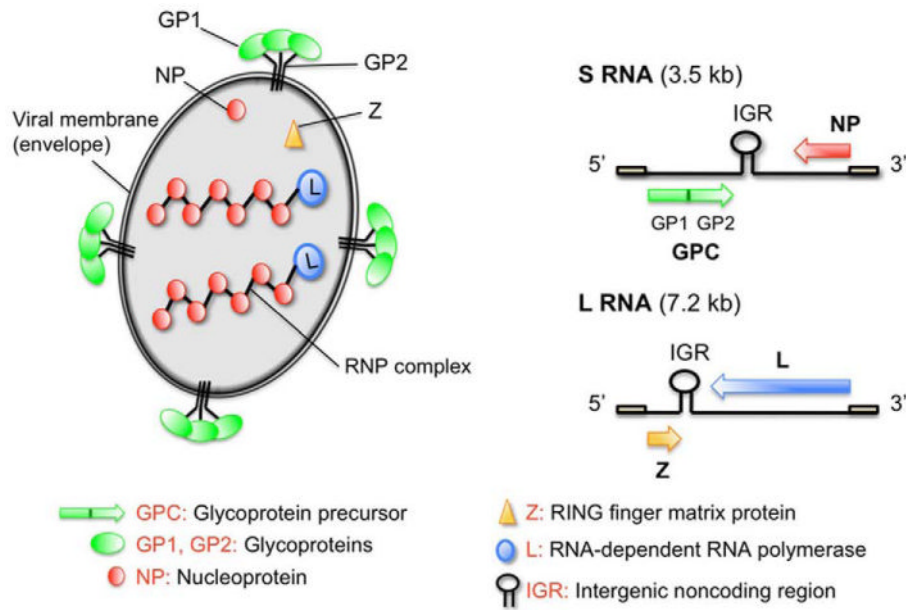 GP1
GP2
NP
Z
Viral membrane
(envelope)
L
L
RNP complex
S RNA (3.5 kb)
IGR
NP
5’
3’
GP1 GP2
GPC
L RNA (7.2 kb)
IGR
L
5’
3’
Z
GPC: Glycoprotein precursor
GP1, GP2: Glycoproteins
NP: Nucleoprotein
Z: RING finger matrix protein
L: RNA-dependent RNA polymerase
IGR: Intergenic noncoding region